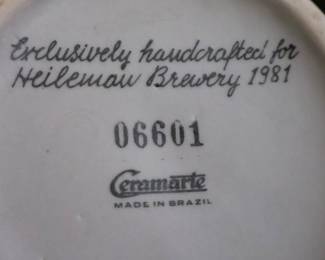 Exclusively handcrafted for
Heileman Brewery 1981
06601
Ceramarte
MADE IN BRAZIL